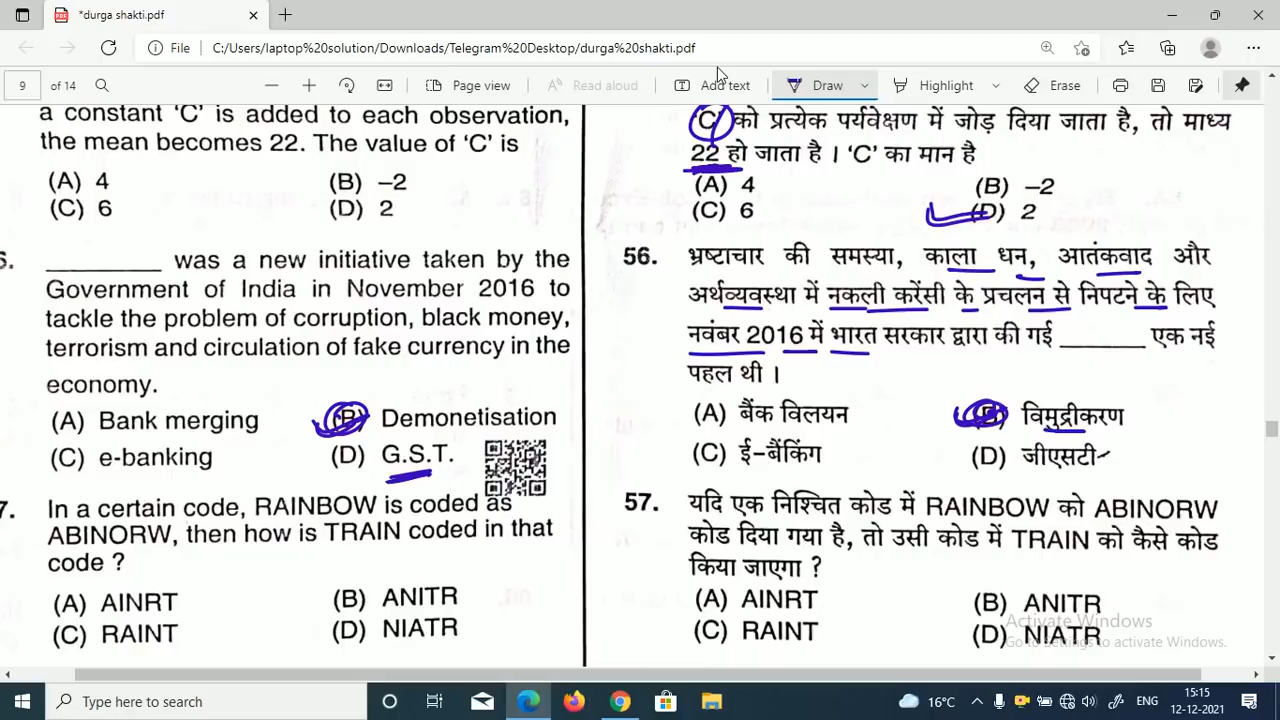 *durga shakti.pdf
File C:/Users/laptop%20solution/Downloads/Telegram%20Desktop/durga%20shakti.pdf
9 of 14 Page view Read aloud Add text Draw Highlight Erase
a constant ‘C’ is added to each observation,
the mean becomes 22. The value of ‘C’ is
(A) 4 (B) –2
(C) 6 (D) 2
6. ________ was a new initiative taken by the
Government of India in November 2016 to
tackle the problem of corruption, black money,
terrorism and circulation of fake currency in the
economy.
(A) Bank merging (B) Demonetisation
(C) e-banking (D) G.S.T.
7. In a certain code, RAINBOW is coded as
ABINORW, then how is TRAIN coded in that
code ?
(A) AINRT (B) ANITR
(C) RAINT (D) NIATR
‘C’ को प्रत्येक पर्यवेक्षण में जोड़ दिया जाता है, तो माध्य
22 हो जाता है । ‘C’ का मान है
(A) 4 (B) –2
(C) 6 (D) 2
56. भ्रष्टाचार की समस्या, काला धन, आतंकवाद और
अर्थव्यवस्था में नकली करेंसी के प्रचलन से निपटने के लिए
नवंबर 2016 में भारत सरकार द्वारा की गई ______ एक नई
पहल थी ।
(A) बैंक विलयन (B) विमुद्रीकरण
(C) ई-बैंकिंग (D) जीएसटी
57. यदि एक निश्चित कोड में RAINBOW को ABINORW
कोड दिया गया है, तो उसी कोड में TRAIN को कैसे कोड
किया जाएगा ?
(A) AINRT (B) ANITR
(C) RAINT (D) NIATR
Activate Windows
Go to Settings to activate Windows.
Type here to search 16°C ENG 15:15
12-12-2021